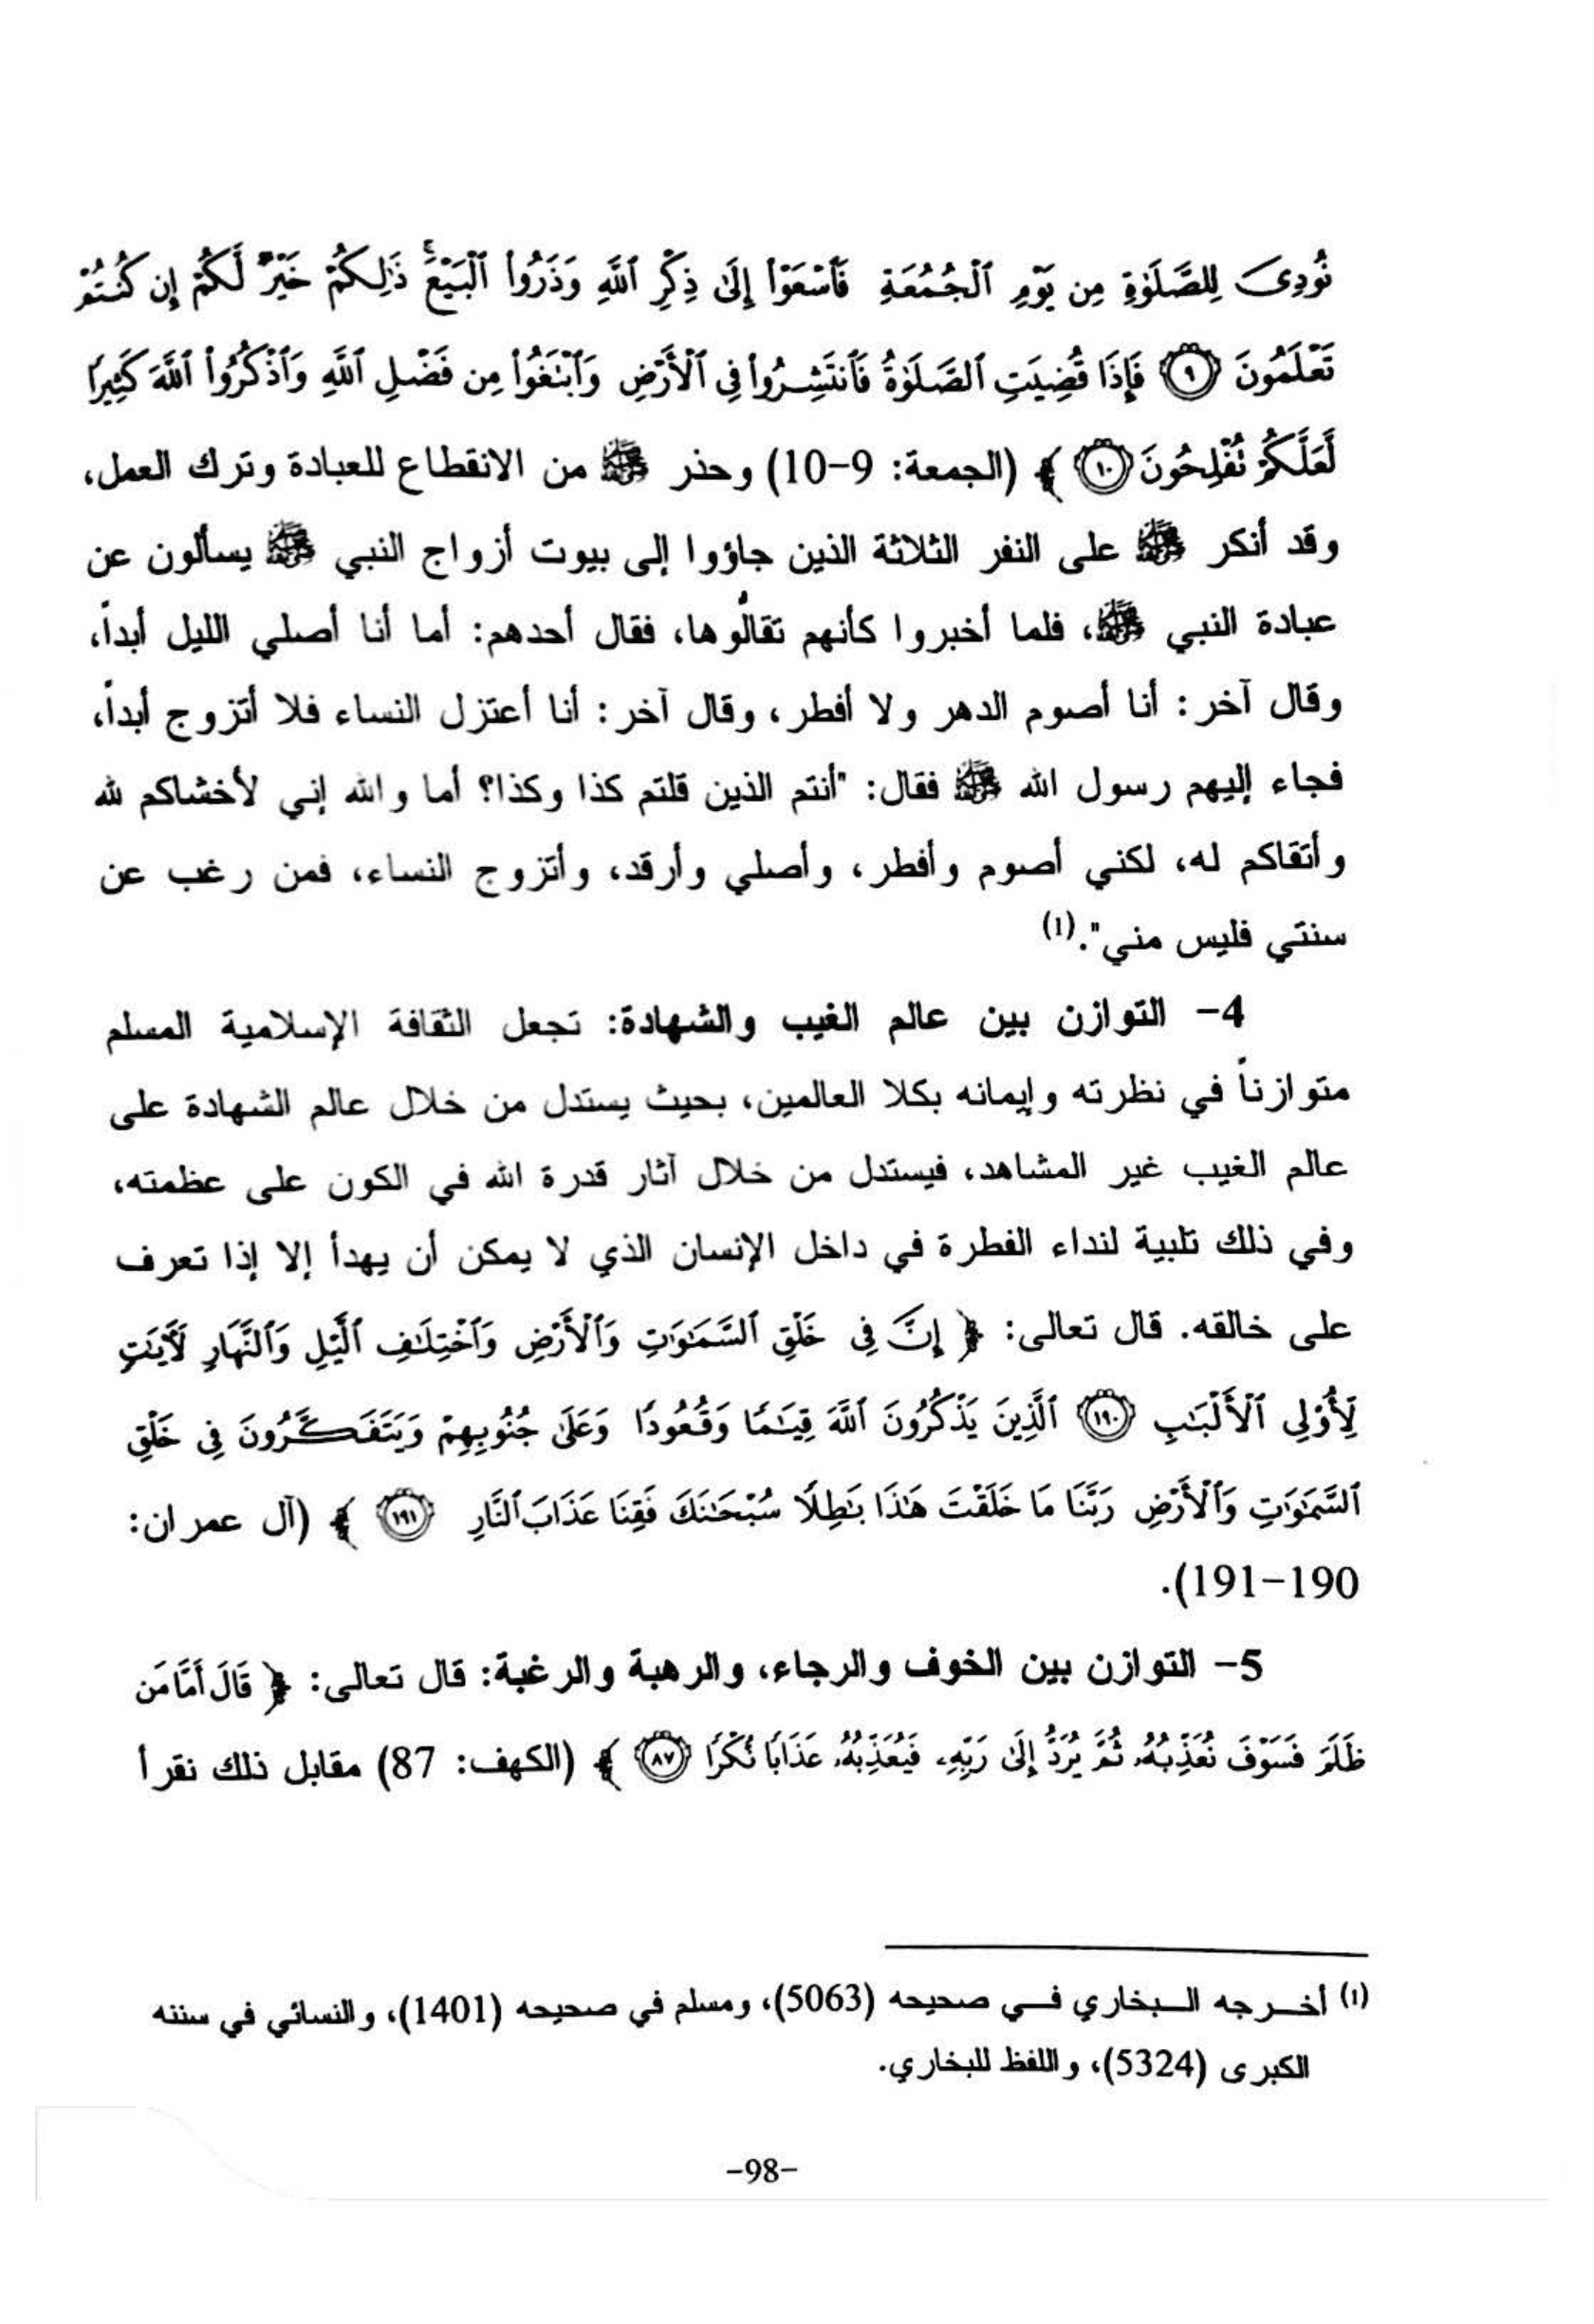 نُودِىَ لِلصَّلَوٰةِ مِن يَوْمِ ٱلْجُمُعَةِ فَٱسْعَوْا۟ إِلَىٰ ذِكْرِ ٱللَّهِ وَذَرُوا۟ ٱلْبَيْعَ ۚ ذَٰلِكُمْ خَيْرٌ لَّكُمْ إِن كُنتُمْ
تَعْلَمُونَ ﴿٩﴾ فَإِذَا قُضِيَتِ ٱلصَّلَوٰةُ فَٱنتَشِرُوا۟ فِى ٱلْأَرْضِ وَٱبْتَغُوا۟ مِن فَضْلِ ٱللَّهِ وَٱذْكُرُوا۟ ٱللَّهَ كَثِيرًا
لَّعَلَّكُمْ تُفْلِحُونَ ﴿١٠﴾ ﴾ (الجمعة: 9-10) وحذر ﷺ من الانقطاع للعبادة وترك العمل،
وقد أنكر ﷺ على النفر الثلاثة الذين جاؤوا إلى بيوت أزواج النبي ﷺ يسألون عن
عبادة النبي ﷺ، فلما أخبروا كأنهم تقالُّوها، فقال أحدهم: أما أنا أصلي الليل أبداً،
وقال آخر: أنا أصوم الدهر ولا أفطر، وقال آخر: أنا أعتزل النساء فلا أتزوج أبداً،
فجاء إليهم رسول الله ﷺ فقال: "أنتم الذين قلتم كذا وكذا؟ أما والله إني لأخشاكم لله
وأتقاكم له، لكني أصوم وأفطر، وأصلي وأرقد، وأتزوج النساء، فمن رغب عن
سنتي فليس مني".(1)
4- التوازن بين عالم الغيب والشهادة: تجعل الثقافة الإسلامية المسلم
متوازناً في نظرته وإيمانه بكلا العالمين، بحيث يستدل من خلال عالم الشهادة على
عالم الغيب غير المشاهد، فيستدل من خلال آثار قدرة الله في الكون على عظمته،
وفي ذلك تلبية لنداء الفطرة في داخل الإنسان الذي لا يمكن أن يهدأ إلا إذا تعرف
على خالقه. قال تعالى: ﴿ إِنَّ فِى خَلْقِ ٱلسَّمَٰوَٰتِ وَٱلْأَرْضِ وَٱخْتِلَٰفِ ٱلَّيْلِ وَٱلنَّهَارِ لَءَايَٰتٍ
لِّأُو۟لِى ٱلْأَلْبَٰبِ ﴿١٩٠﴾ ٱلَّذِينَ يَذْكُرُونَ ٱللَّهَ قِيَٰمًا وَقُعُودًا وَعَلَىٰ جُنُوبِهِمْ وَيَتَفَكَّرُونَ فِى خَلْقِ
ٱلسَّمَٰوَٰتِ وَٱلْأَرْضِ رَبَّنَا مَا خَلَقْتَ هَٰذَا بَٰطِلًا سُبْحَٰنَكَ فَقِنَا عَذَابَ ٱلنَّارِ ﴿١٩١﴾ ﴾ (آل عمران:
190-191).
5- التوازن بين الخوف والرجاء، والرهبة والرغبة: قال تعالى: ﴿ قَالَ أَمَّا مَن
ظَلَمَ فَسَوْفَ نُعَذِّبُهُۥ ثُمَّ يُرَدُّ إِلَىٰ رَبِّهِۦ فَيُعَذِّبُهُۥ عَذَابًا نُّكْرًا ﴿٨٧﴾ ﴾ (الكهف: 87) مقابل ذلك نقرأ
(1) أخرجه البخاري في صحيحه (5063)، ومسلم في صحيحه (1401)، والنسائي في سننه
الكبرى (5324)، واللفظ للبخاري.
-98-